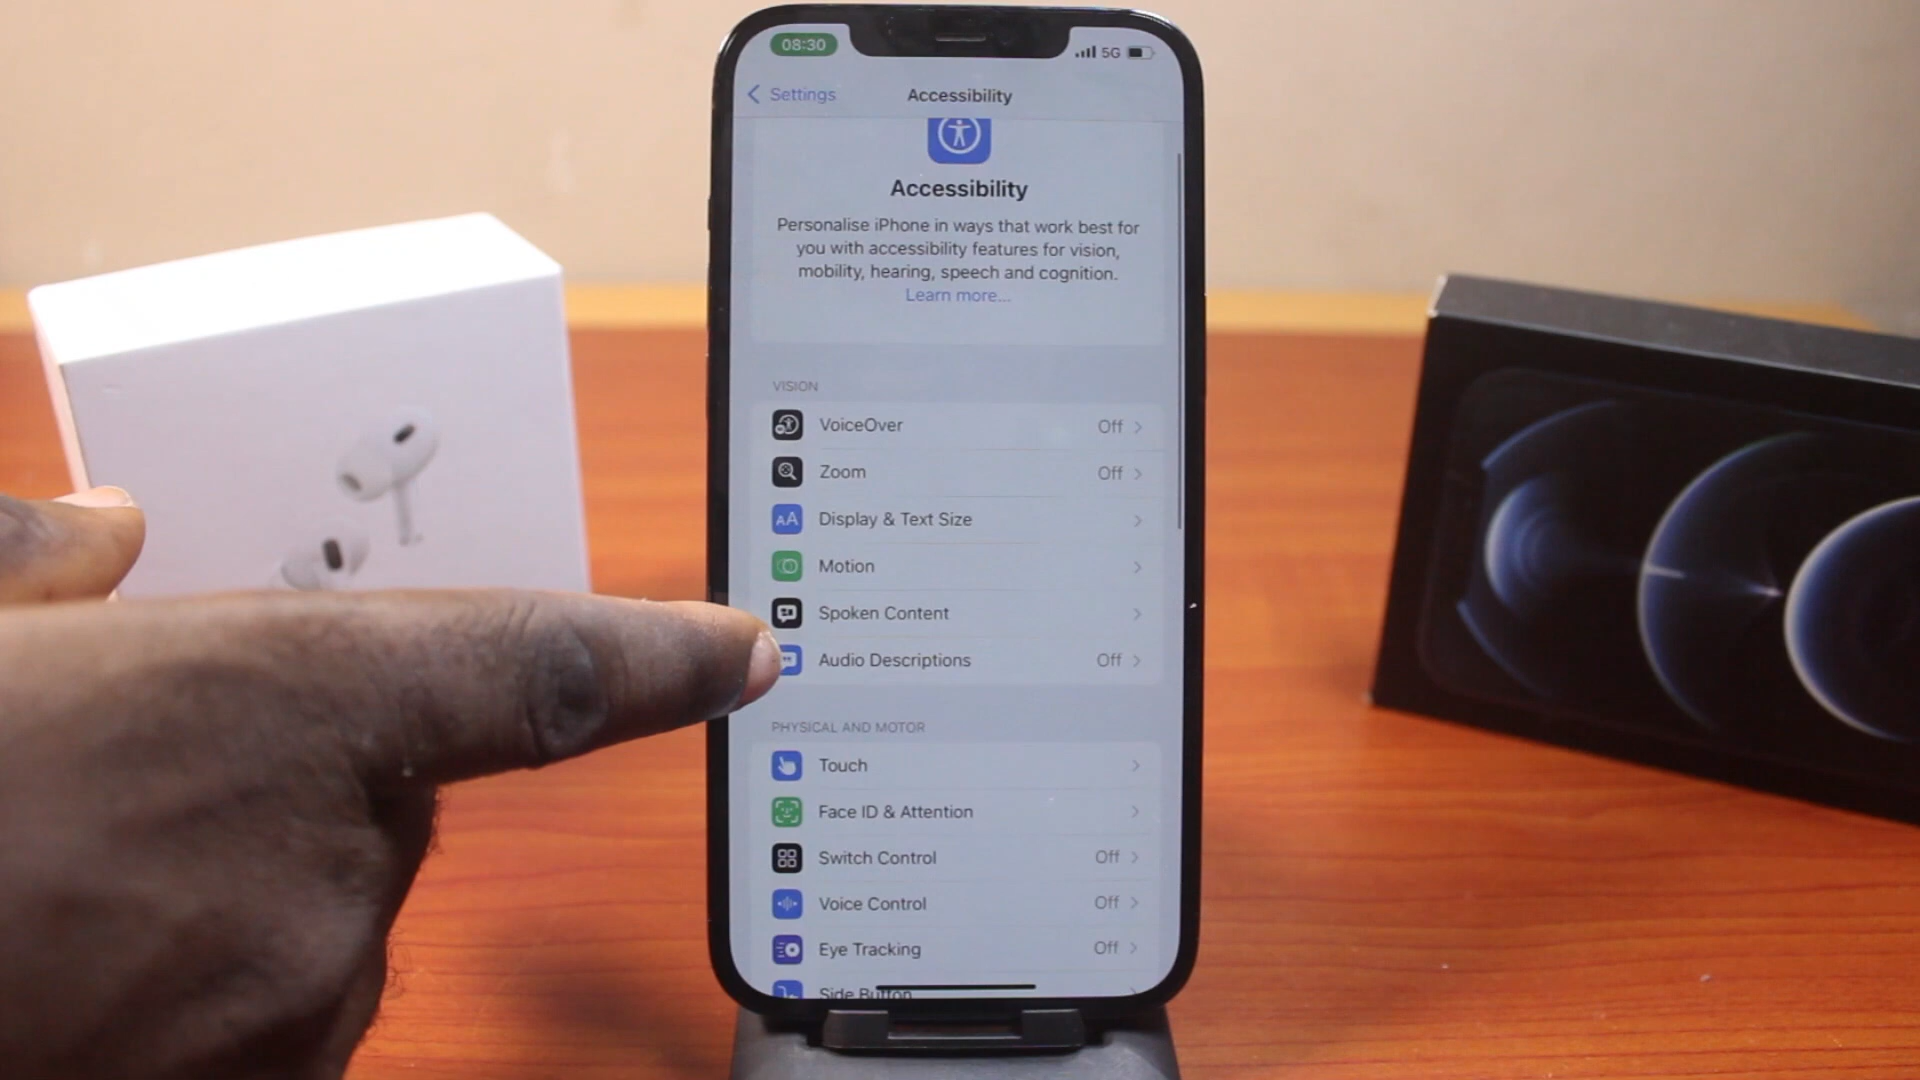 08:30
5G
Settings
Accessibility
Accessibility
Personalise iPhone in ways that work best for
you with accessibility features for vision,
mobility, hearing, speech and cognition.
Learn more...
VISION
VoiceOver Off
Zoom Off
AA Display & Text Size
Motion
Spoken Content
Audio Descriptions Off
PHYSICAL AND MOTOR
Touch
Face ID & Attention
Switch Control Off
Voice Control Off
Eye Tracking Off
Side Button